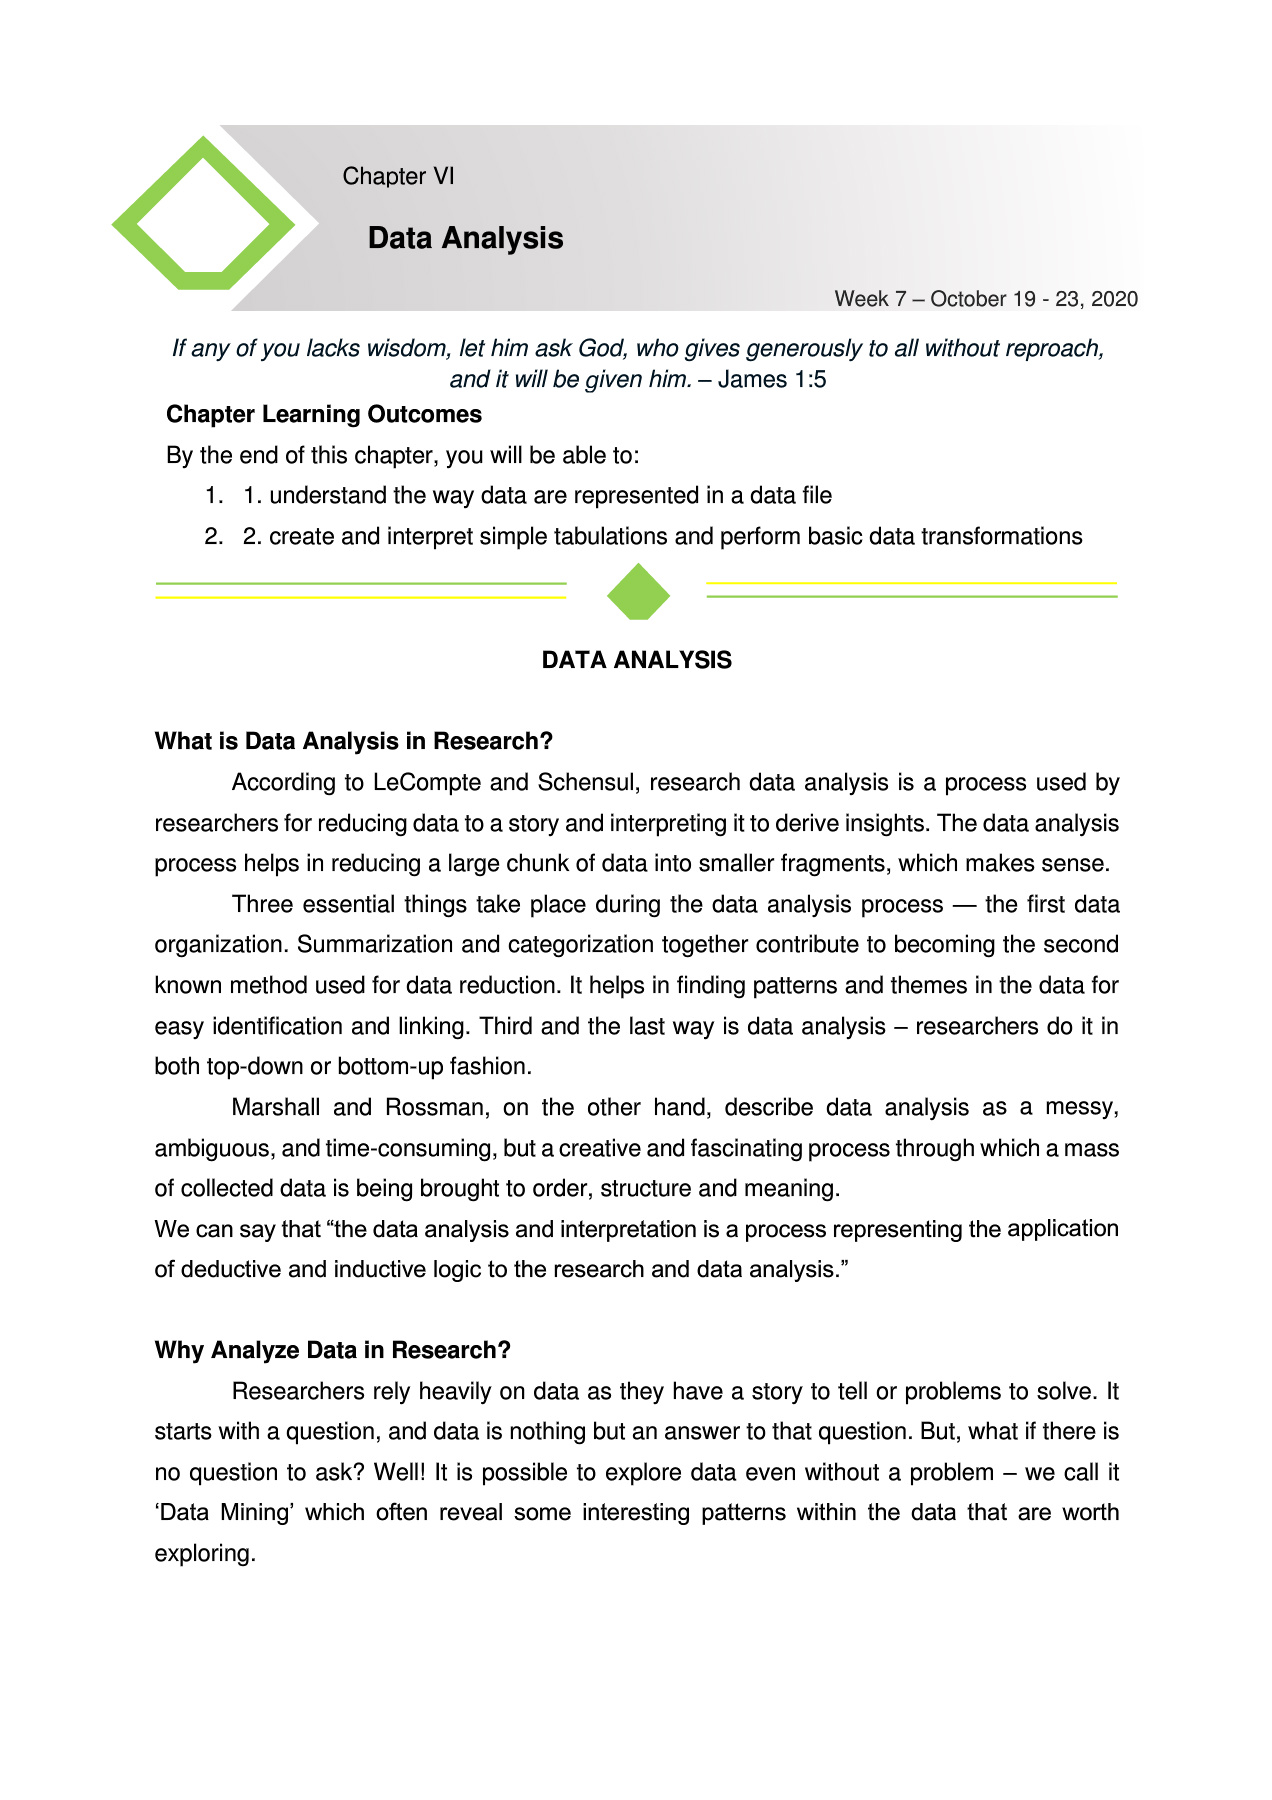 Chapter VI
Data Analysis
Week 7 – October 19 - 23, 2020
If any of you lacks wisdom, let him ask God, who gives generously to all without reproach,
and it will be given him. – James 1:5
Chapter Learning Outcomes
By the end of this chapter, you will be able to:
1. 1. understand the way data are represented in a data file
2. 2. create and interpret simple tabulations and perform basic data transformations
DATA ANALYSIS
What is Data Analysis in Research?
According to LeCompte and Schensul, research data analysis is a process used by
researchers for reducing data to a story and interpreting it to derive insights. The data analysis
process helps in reducing a large chunk of data into smaller fragments, which makes sense.
Three essential things take place during the data analysis process — the first data
organization. Summarization and categorization together contribute to becoming the second
known method used for data reduction. It helps in finding patterns and themes in the data for
easy identification and linking. Third and the last way is data analysis – researchers do it in
both top-down or bottom-up fashion.
Marshall and Rossman, on the other hand, describe data analysis as a messy,
ambiguous, and time-consuming, but a creative and fascinating process through which a mass
of collected data is being brought to order, structure and meaning.
We can say that “the data analysis and interpretation is a process representing the application
of deductive and inductive logic to the research and data analysis.”
Why Analyze Data in Research?
Researchers rely heavily on data as they have a story to tell or problems to solve. It
starts with a question, and data is nothing but an answer to that question. But, what if there is
no question to ask? Well! It is possible to explore data even without a problem – we call it
‘Data Mining’ which often reveal some interesting patterns within the data that are worth
exploring.